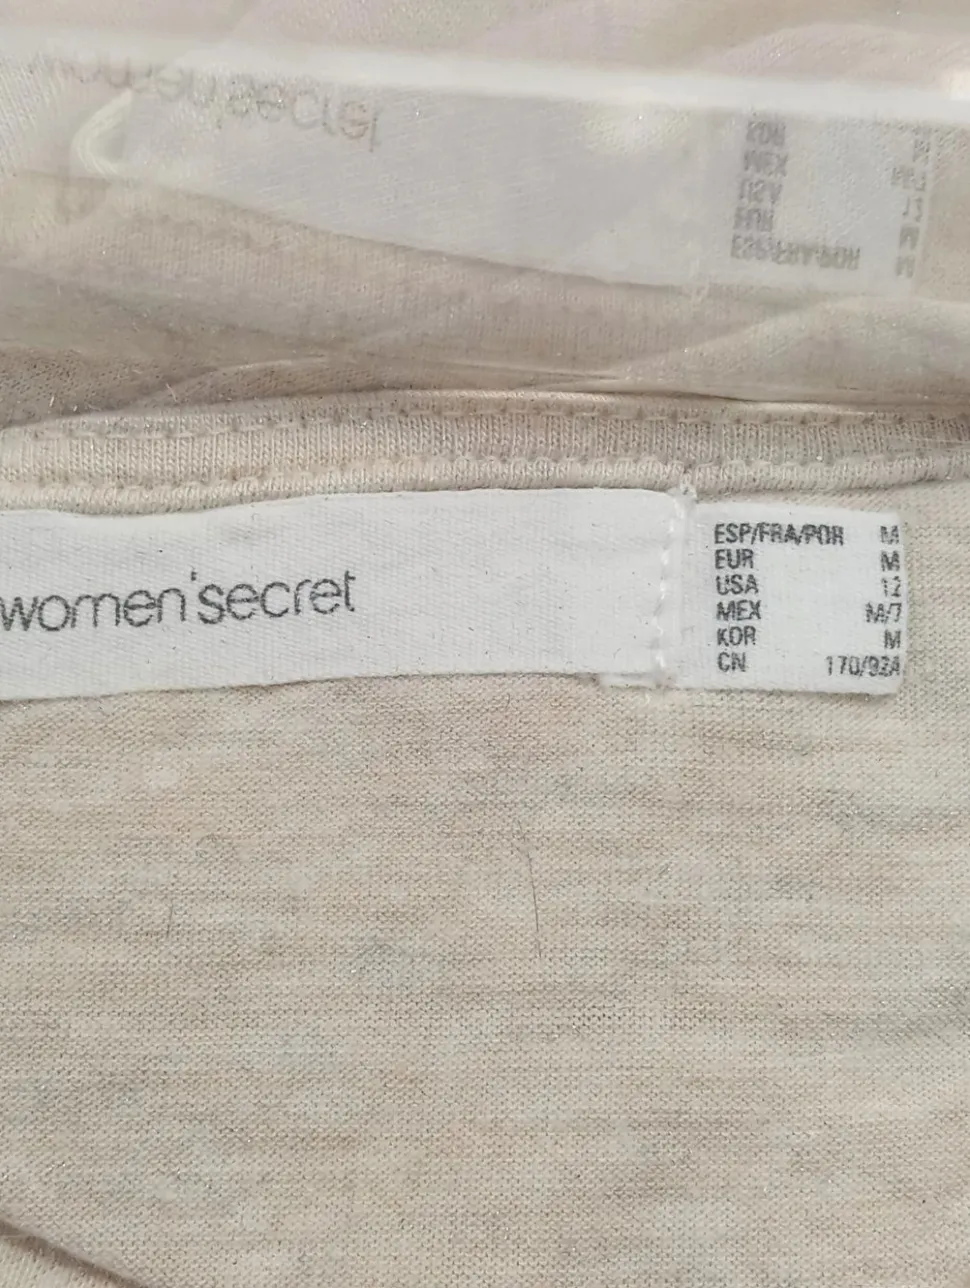 women'secret
ESP/FRA/POR M
EUR M
USA 12
MEX M/7
KOR M
CN 170/92A